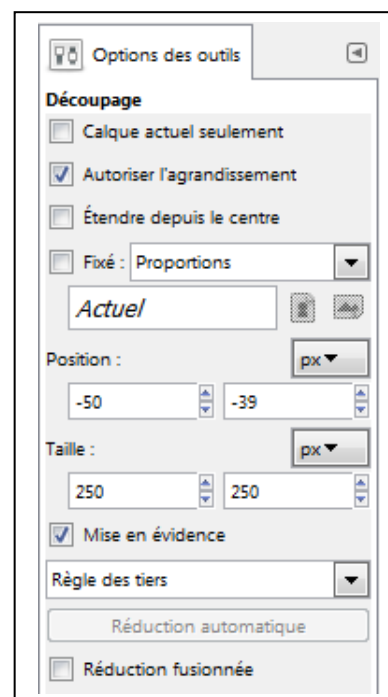 Options des outils
Découpage
Calque actuel seulement
Autoriser l'agrandissement
Étendre depuis le centre
Fixé : Proportions
Actuel
Position : px
-50 -39
Taille : px
250 250
Mise en évidence
Règle des tiers
Réduction automatique
Réduction fusionnée